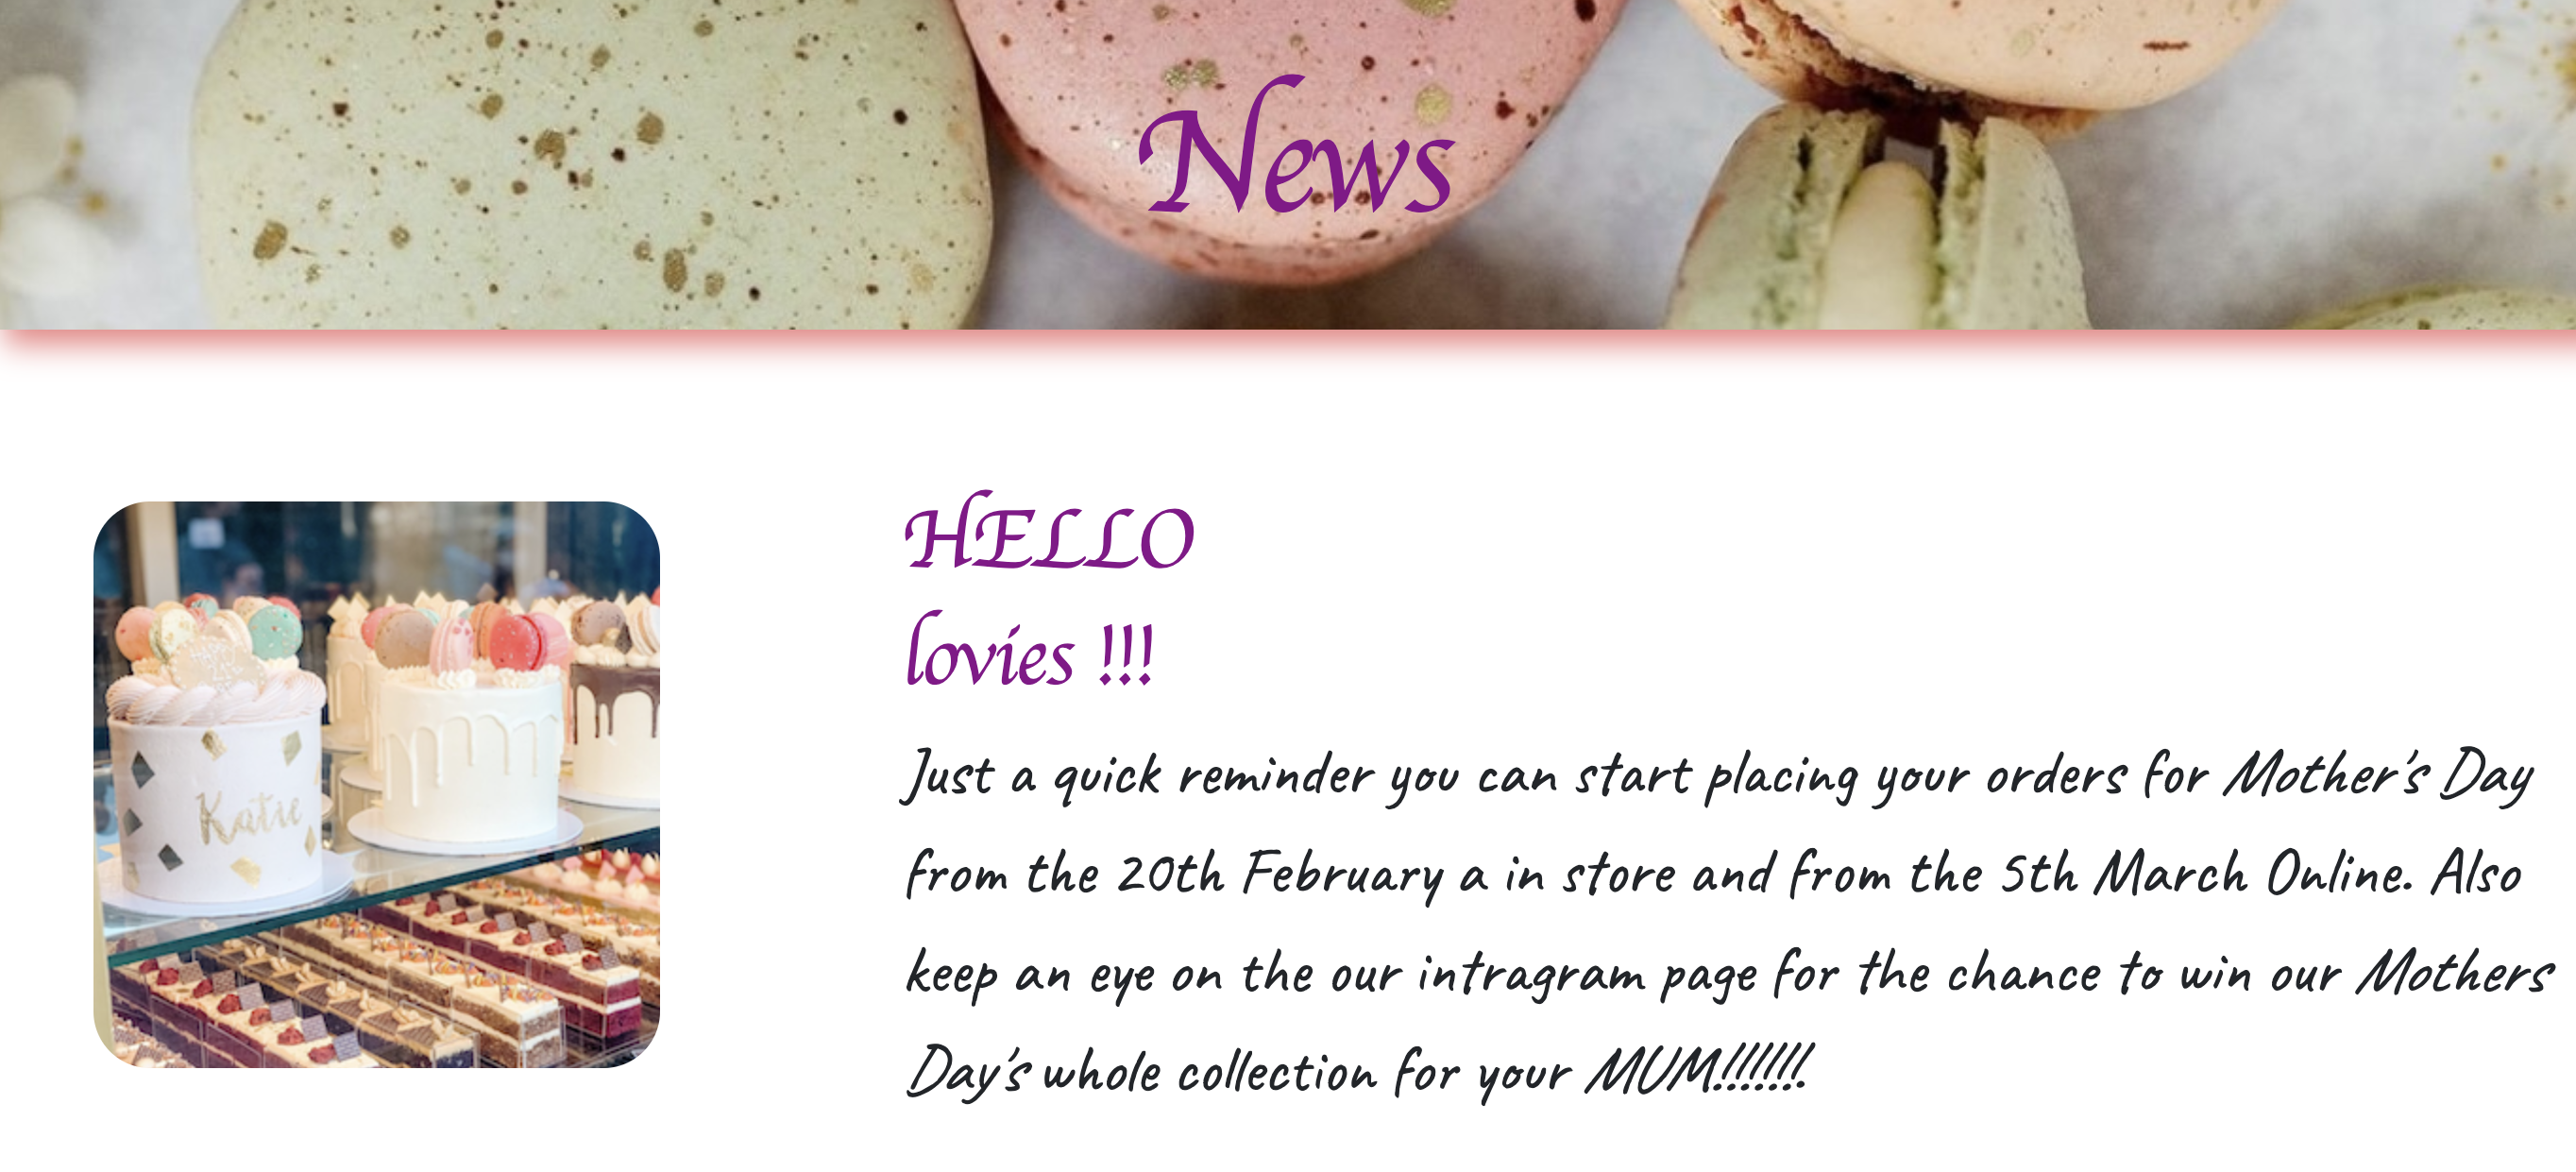 News
HELLO
lovies !!!
Katie
Just a quick reminder you can start placing your orders for Mother's Day
from the 20th February a in store and from the 5th March Online. Also
keep an eye on the our intragram page for the chance to win our Mothers
Day's whole collection for your MUM!!!!!!!